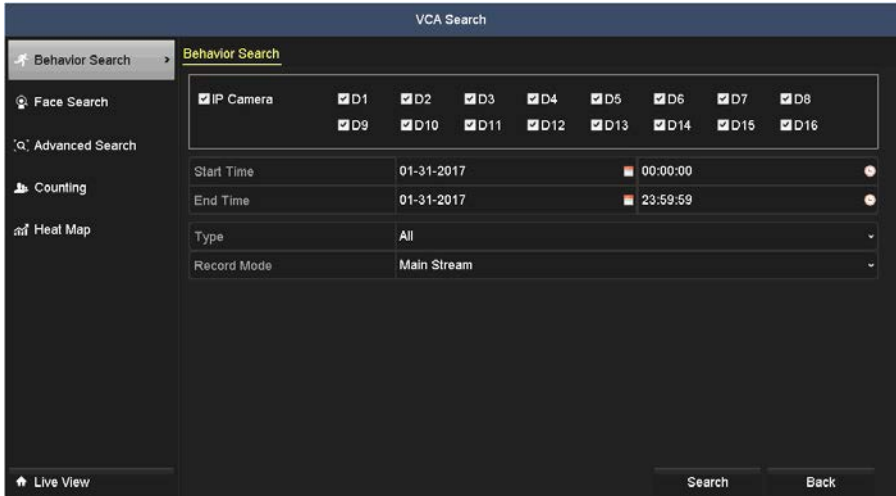 VCA Search
Behavior Search
Face Search
Advanced Search
Counting
Heat Map
Live View
Behavior Search
IP Camera D1 D2 D3 D4 D5 D6 D7 D8
D9 D10 D11 D12 D13 D14 D15 D16
Start Time 01-31-2017 00:00:00
End Time 01-31-2017 23:59:59
Type All
Record Mode Main Stream
Search Back